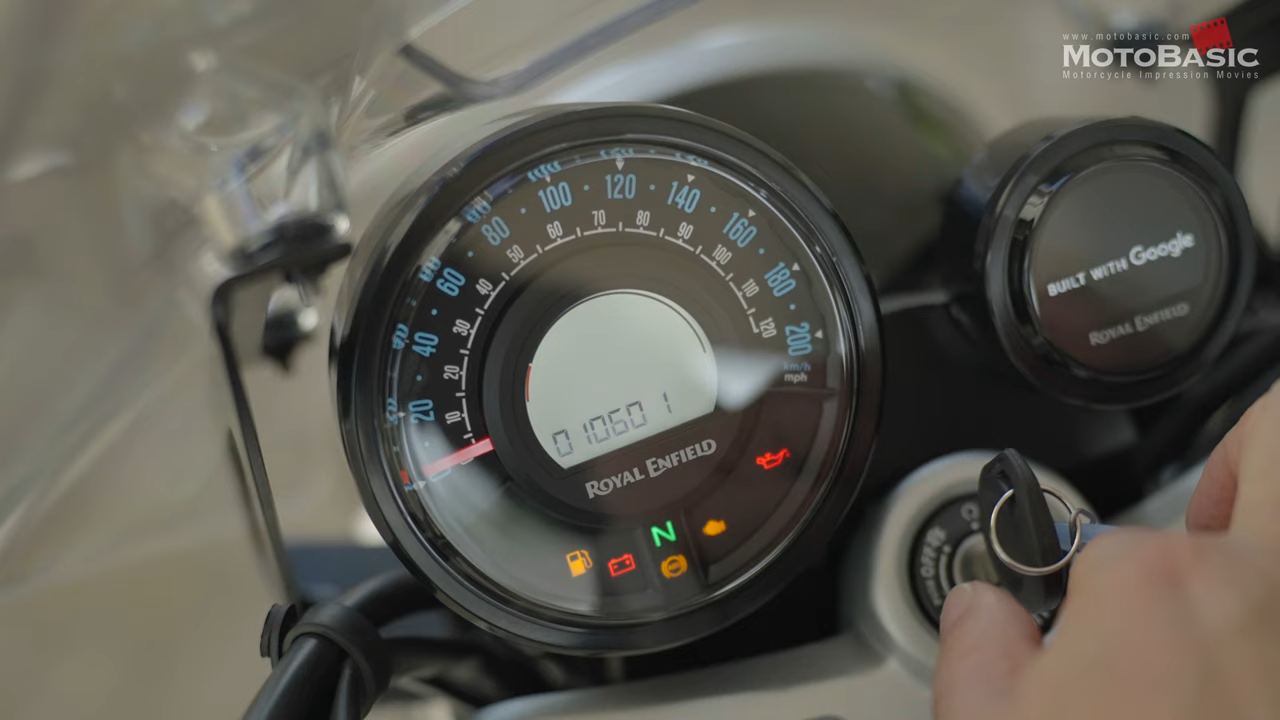 www.motobasic.com
MOTOBASIC
Motorcycle Impression Movies
20
40
60
80
100
120
140
160
180
200
km/h
mph
10
20
30
40
50
60
70
80
90
100
110
120
010601
ROYAL ENFIELD
N
BUILT WITH Google
ROYAL ENFIELD
OFF